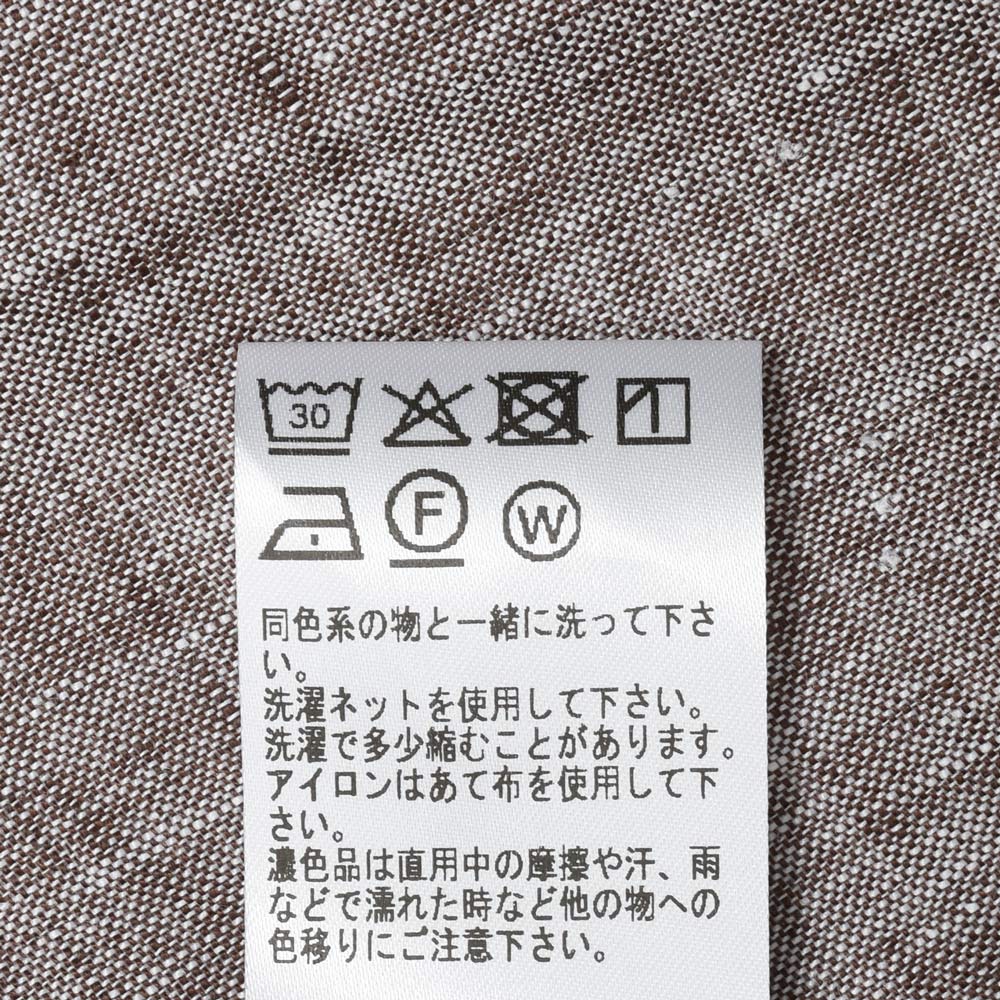 30
F W
同色系の物と一緒に洗って下さ
い。
洗濯ネットを使用して下さい。
洗濯で多少縮むことがあります。
アイロンはあて布を使用して下
さい。
濃色品は直用中の摩擦や汗、雨
などで濡れた時など他の物への
色移りにご注意下さい。